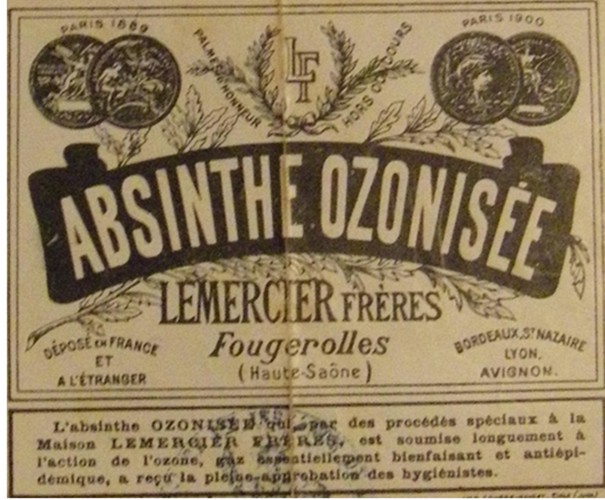 PARIS 1889
PALMES D'HONNEUR
LF
HORS CONCOURS
PARIS 1900
ABSINTHE OZONISÉE
LEMERCIER FRÈRES
Fougerolles
(Haute-Saône)
DÉPOSÉ EN FRANCE
ET
A L'ÉTRANGER
BORDEAUX, ST NAZAIRE
LYON,
AVIGNON.
L'absinthe OZONISÉE qui, par des procédés spéciaux à la
Maison LEMERCIER FRÈRES, est soumise longuement à
l'action de l'ozone, gaz essentiellement bienfaisant et antiépi-
démique, a reçu la pleine approbation des hygiénistes.